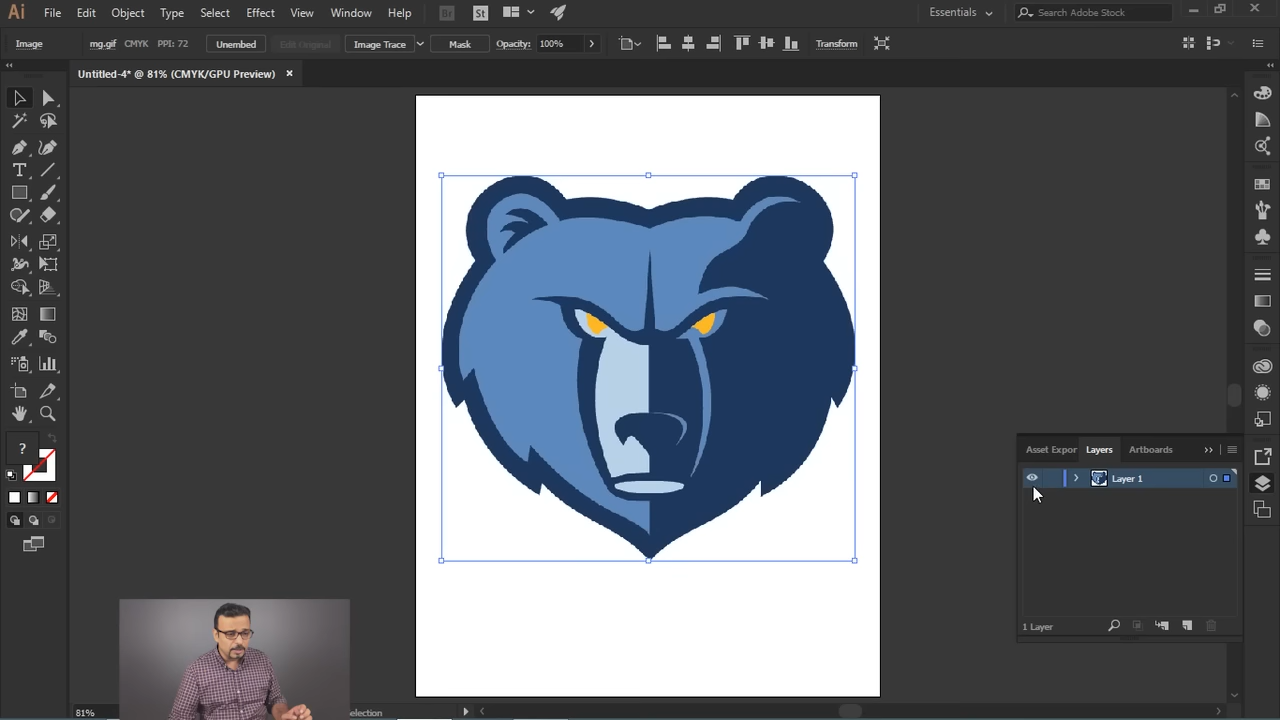 Ai File Edit Object Type Select Effect View Window Help Br St Essentials Search Adobe Stock
Image mg.gif CMYK PPI: 72 Unembed Edit Original Image Trace Mask Opacity: 100% Transform
Untitled-4* @ 81% (CMYK/GPU Preview)
T
?
Asset Expor Layers Artboards
Layer 1
1 Layer
81% election